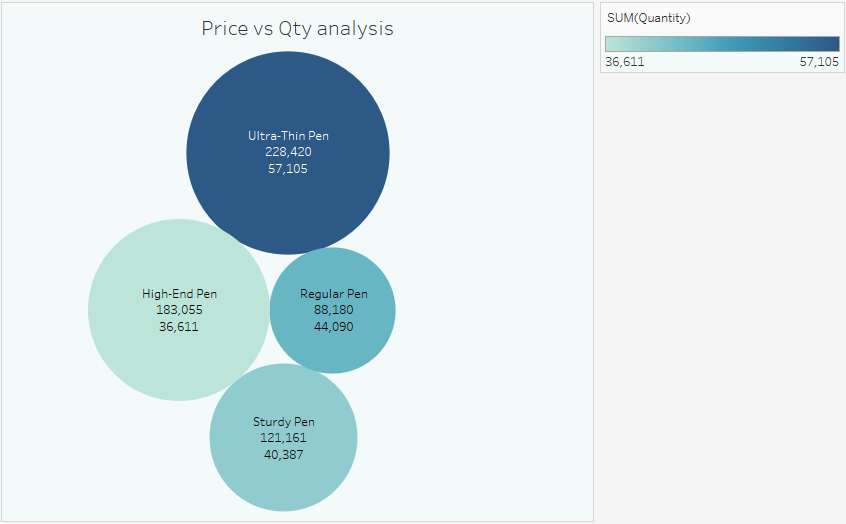 Price vs Qty analysis
Ultra-Thin Pen
228,420
57,105
High-End Pen
183,055
36,611
Regular Pen
88,180
44,090
Sturdy Pen
121,161
40,387
SUM(Quantity)
36,611 57,105